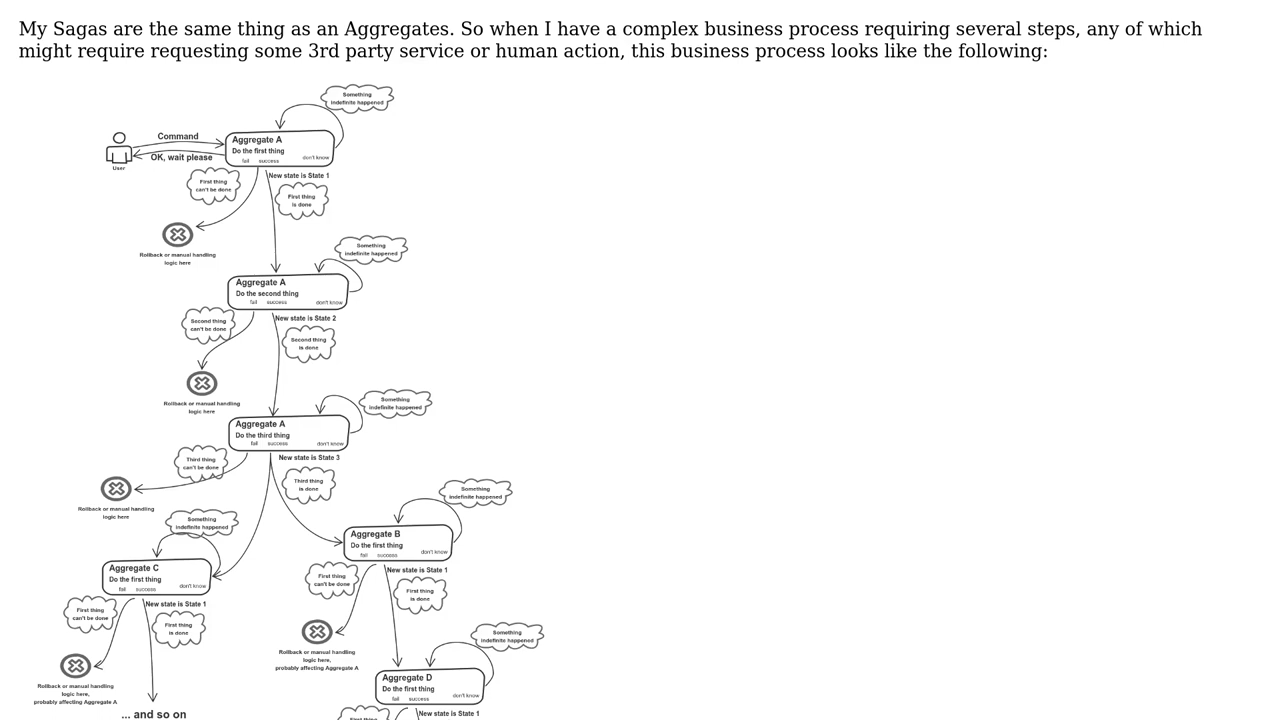 My Sagas are the same thing as an Aggregates. So when I have a complex business process requiring several steps, any of which
might require requesting some 3rd party service or human action, this business process looks like the following:
Something
indefinite happened
Command
OK, wait please
User
Aggregate A
Do the first thing
fail success don't know
New state is State 1
First thing
can't be done
First thing
is done
Rollback or manual handling
logic here
Something
indefinite happened
Aggregate A
Do the second thing
fail success don't know
New state is State 2
Second thing
can't be done
Second thing
is done
Rollback or manual handling
logic here
Something
indefinite happened
Aggregate A
Do the third thing
fail success don't know
New state is State 3
Third thing
can't be done
Third thing
is done
Rollback or manual handling
logic here
Something
indefinite happened
Something
indefinite happened
Aggregate B
Do the first thing
fail success don't know
New state is State 1
First thing
can't be done
First thing
is done
Rollback or manual handling
logic here,
probably affecting Aggregate A
Aggregate C
Do the first thing
fail success don't know
New state is State 1
First thing
can't be done
First thing
is done
Rollback or manual handling
logic here,
probably affecting Aggregate A
... and so on
Something
indefinite happened
Aggregate D
Do the first thing
fail success don't know
New state is State 1
First thing